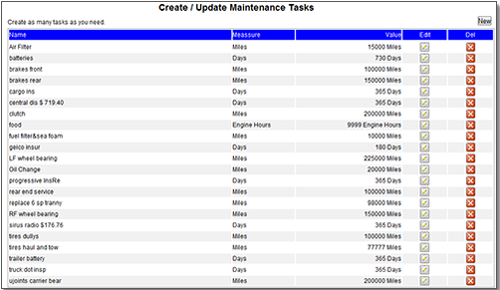 Create / Update Maintenance Tasks
Create as many tasks as you need. New
Name Meassure Value Edit Del
Air Filter Miles 15000 Miles
batteries Days 730 Days
brakes front Miles 100000 Miles
brakes rear Miles 150000 Miles
cargo ins Days 365 Days
central dis $ 719.40 Days 365 Days
clutch Miles 200000 Miles
food Engine Hours 9999 Engine Hours
fuel filter&sea foam Miles 10000 Miles
geico insur Days 180 Days
LF wheel bearing Miles 225000 Miles
Oil Change Miles 20000 Miles
progressive InsRe Days 365 Days
rear end service Miles 100000 Miles
replace 6 sp tranny Miles 98000 Miles
RF wheel bearing Miles 150000 Miles
sirus radio $176.76 Days 365 Days
tires dullys Miles 100000 Miles
tires haul and tow Miles 77777 Miles
trailer battery Days 365 Days
truck dot insp Days 365 Days
ujoints carrier bear Miles 200000 Miles